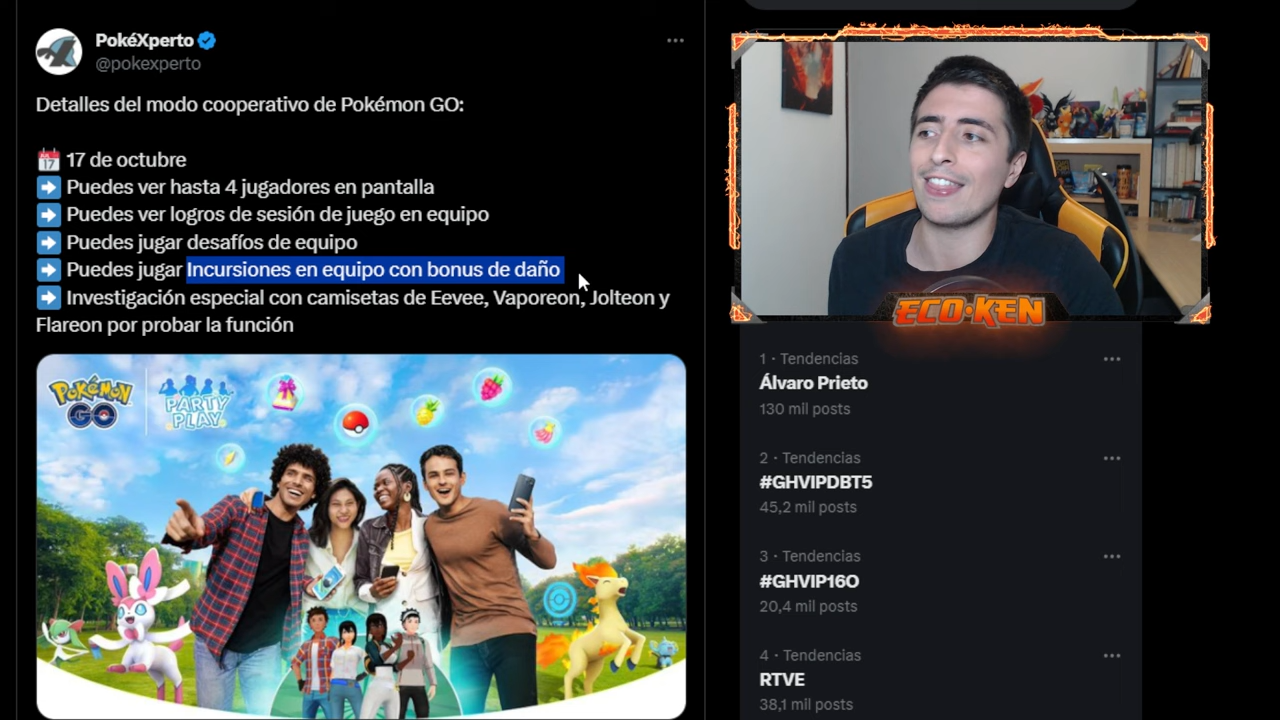 PokéXperto
@pokexperto
Detalles del modo cooperativo de Pokémon GO:
JUL
17
17 de octubre
Puedes ver hasta 4 jugadores en pantalla
Puedes ver logros de sesión de juego en equipo
Puedes jugar desafíos de equipo
Puedes jugar Incursiones en equipo con bonus de daño
Investigación especial con camisetas de Eevee, Vaporeon, Jolteon y
Flareon por probar la función
POKÉMON
GO
PARTY
PLAY
ECO·KEN
1 · Tendencias
Álvaro Prieto
130 mil posts
2 · Tendencias
#GHVIPDBT5
45,2 mil posts
3 · Tendencias
#GHVIP16O
20,4 mil posts
4 · Tendencias
RTVE
38,1 mil posts